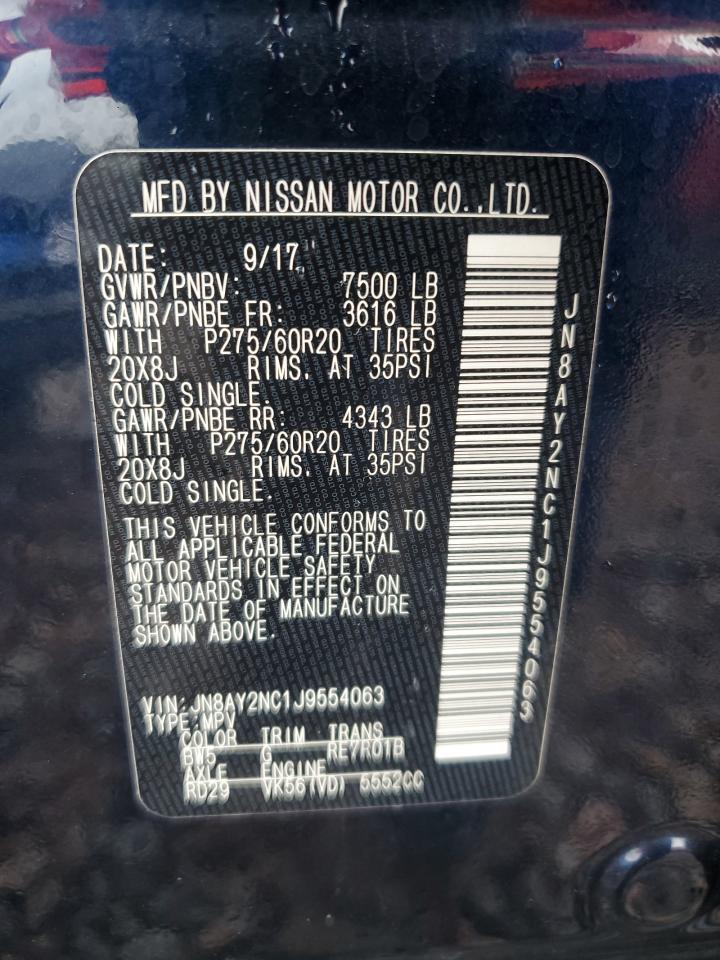 MFD BY NISSAN MOTOR CO.,LTD.
DATE: 9/17
GVWR/PNBV: 7500 LB
GAWR/PNBE FR: 3616 LB
WITH P275/60R20 TIRES
20X8J RIMS, AT 35PSI
COLD SINGLE.
GAWR/PNBE RR: 4343 LB
WITH P275/60R20 TIRES
20X8J RIMS, AT 35PSI
COLD SINGLE.
THIS VEHICLE CONFORMS TO
ALL APPLICABLE FEDERAL
MOTOR VEHICLE SAFETY
STANDARDS IN EFFECT ON
THE DATE OF MANUFACTURE
SHOWN ABOVE.
VIN:JN8AY2NC1J9554063
TYPE:MPV
COLOR TRIM TRANS
BW5 G RE7R01B
AXLE ENGINE
RD29 VK56(VD) 5552CC
JN8AY2NC1J9554063